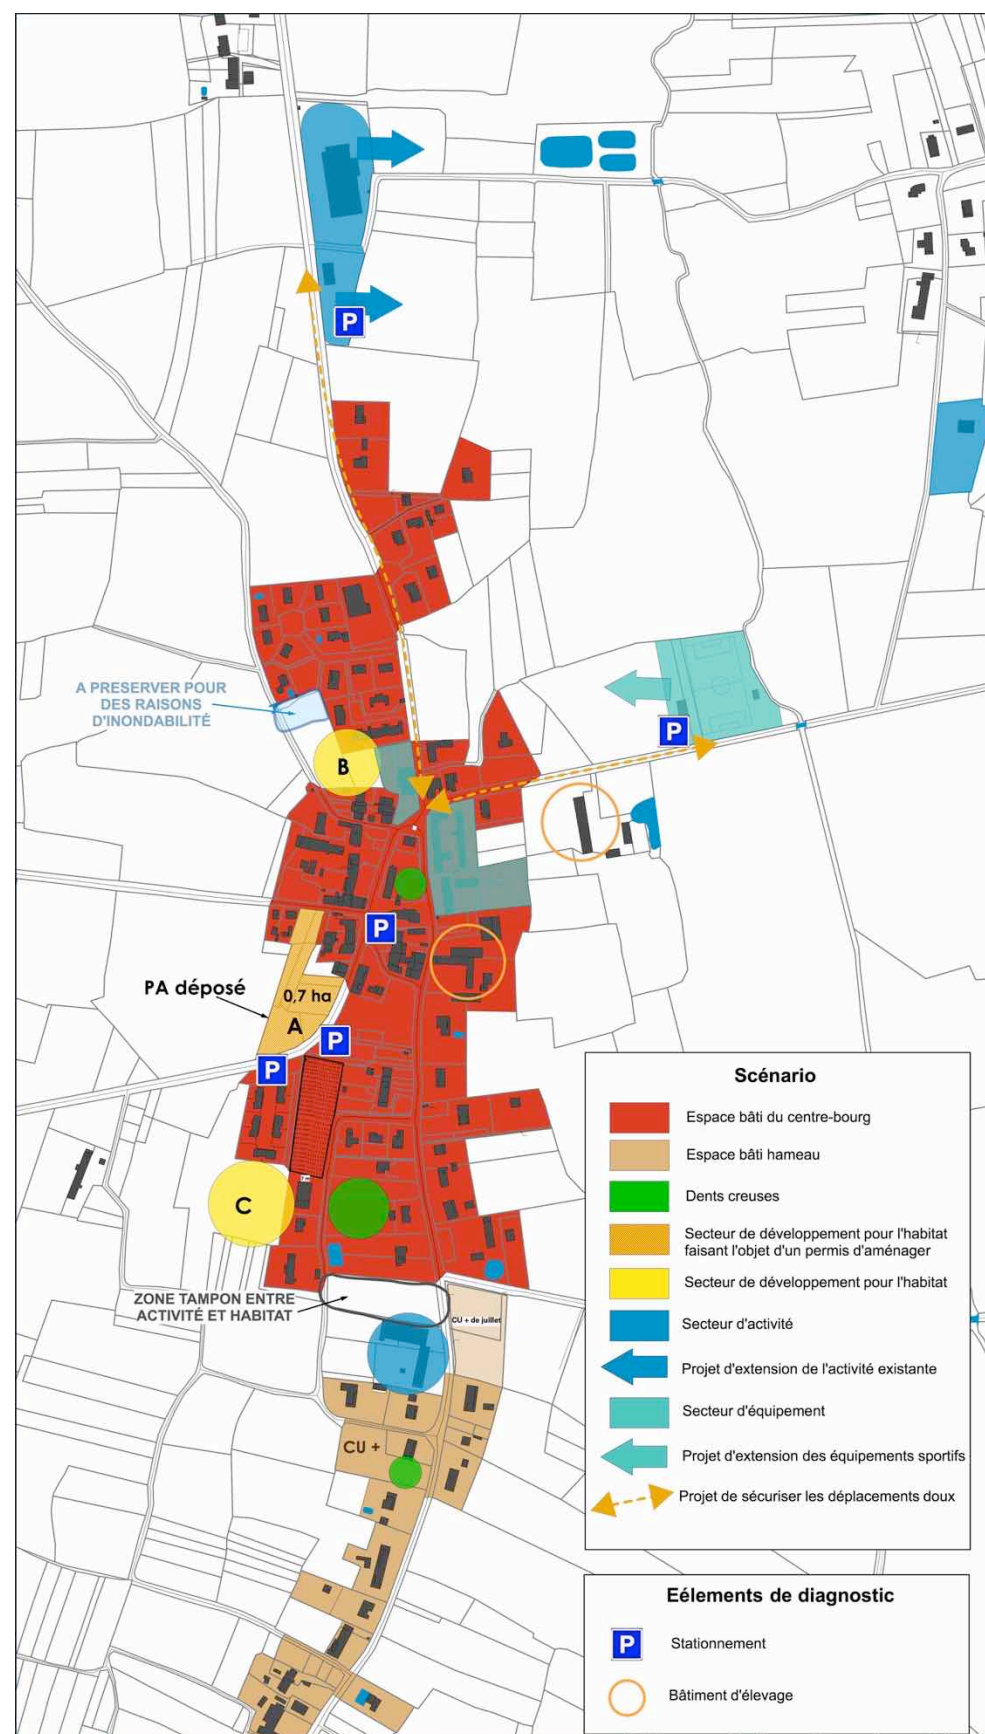 P
A PRESERVER POUR
DES RAISONS
D'INONDABILITÉ
P
B
P
PA déposé
0,7 ha
A
P
P
C
ZONE TAMPON ENTRE
ACTIVITÉ ET HABITAT
CU + de juillet
CU +
Scénario
Espace bâti du centre-bourg
Espace bâti hameau
Dents creuses
Secteur de développement pour l'habitat
faisant l'objet d'un permis d'aménager
Secteur de développement pour l'habitat
Secteur d'activité
Projet d'extension de l'activité existante
Secteur d'équipement
Projet d'extension des équipements sportifs
Projet de sécuriser les déplacements doux
Eélements de diagnostic
P
Stationnement
Bâtiment d'élevage